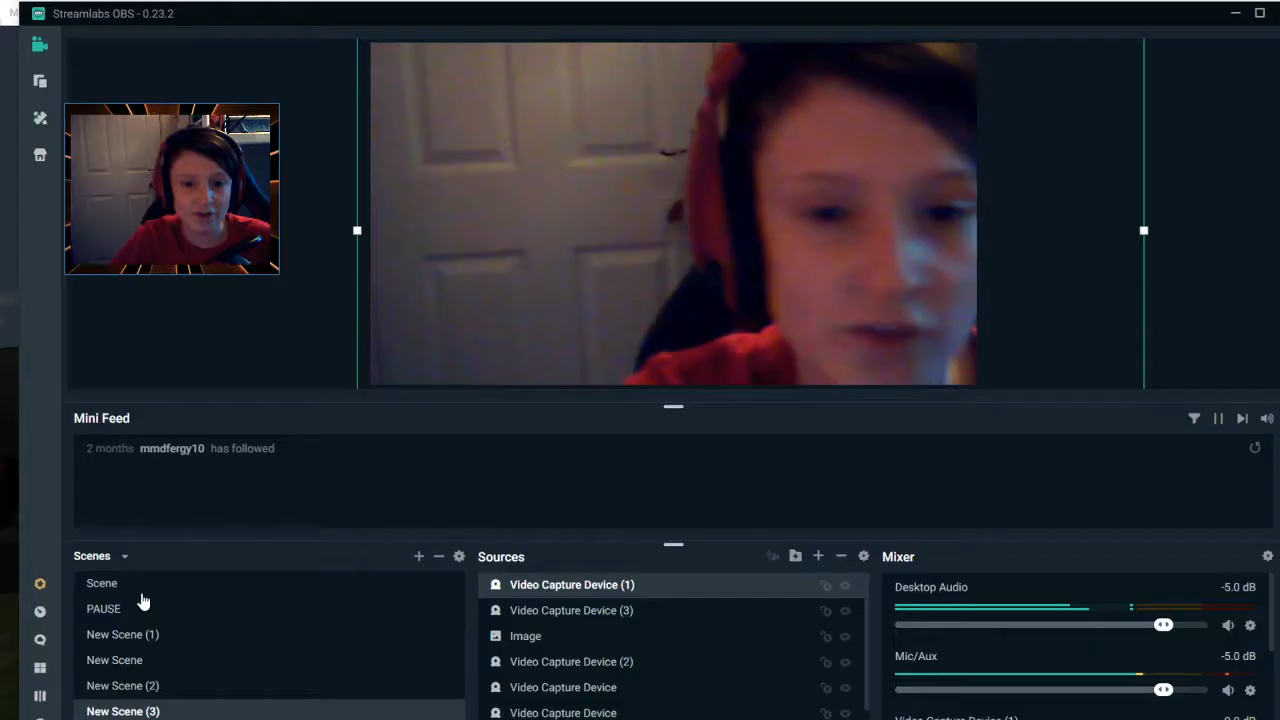 Streamlabs OBS - 0.23.2
Mini Feed
2 months mmdfergy10 has followed
Scenes
Scene
PAUSE
New Scene (1)
New Scene
New Scene (2)
New Scene (3)
Sources
Video Capture Device (1)
Video Capture Device (3)
Image
Video Capture Device (2)
Video Capture Device
Video Capture Device
Mixer
Desktop Audio -5.0 dB
Mic/Aux -5.0 dB